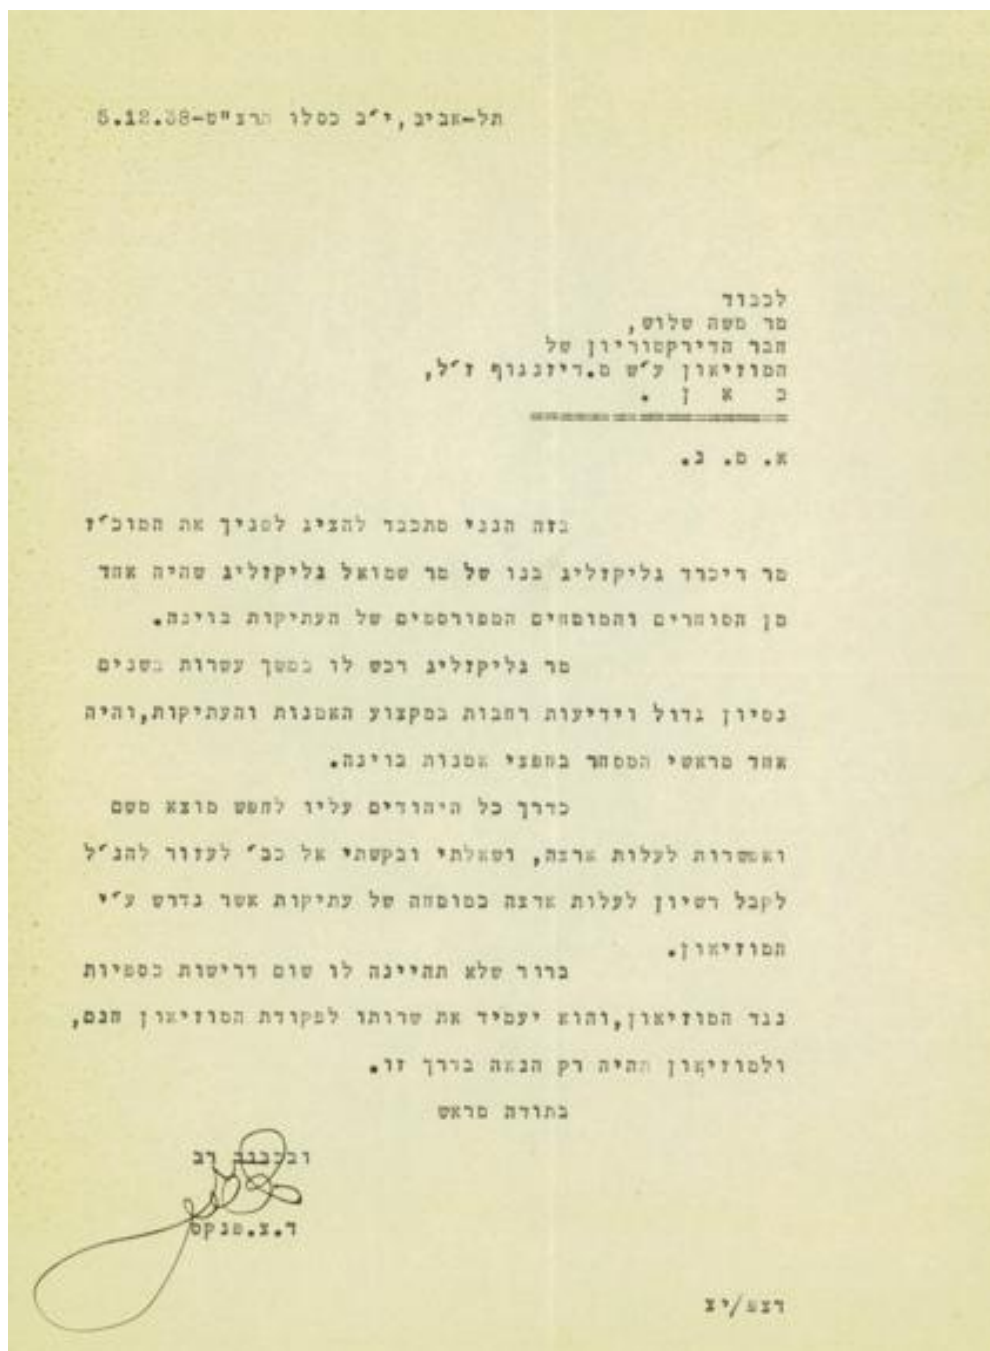 תל-אביב,י"ב כסלו תרצ"ט-5.12.38
לכבוד
מר משה שלוש,
חבר הדירקטוריון של
המוזיאון ע"ש מ.דיזנגוף ז"ל,
כ א ן .
א. מ. נ.
בזה הנני מתכבד להציג לפניך את המוכ"ז
מר ריכרד גליקזליג בנו של מר שמואל גליקזליג שהיה אחד
מן הסוחרים והמומחים המפורסמים של העתיקות בוינה.
מר גליקזליג רכש לו במשך עשרות בשנים
נסיון גדול וידיעות רחבות במקצוע האמנות והעתיקות,והיה
אחד מראשי המסחר בחפצי אמנות בוינה.
כדרך כל היהודים עליו לחפש מוצא משם
ואפשרות לעלות ארצה, ושאלתי ובקשתי אל כב' לעזור להנ"ל
לקבל רשיון לעלות ארצה כמומחה של עתיקות אשר נדרש ע"י
המוזיאון.
ברור שלא תהיינה לו שום דרישות כספיות
נגד המוזיאון,והוא יעמיד את שרותו לפקודת המוזיאון חנם,
ולמוזיאון תהיה רק הנאה בדרך זו.
בתודה מראש
ובכבוד רב
ד.צ.פנקס
דצפ/יצ